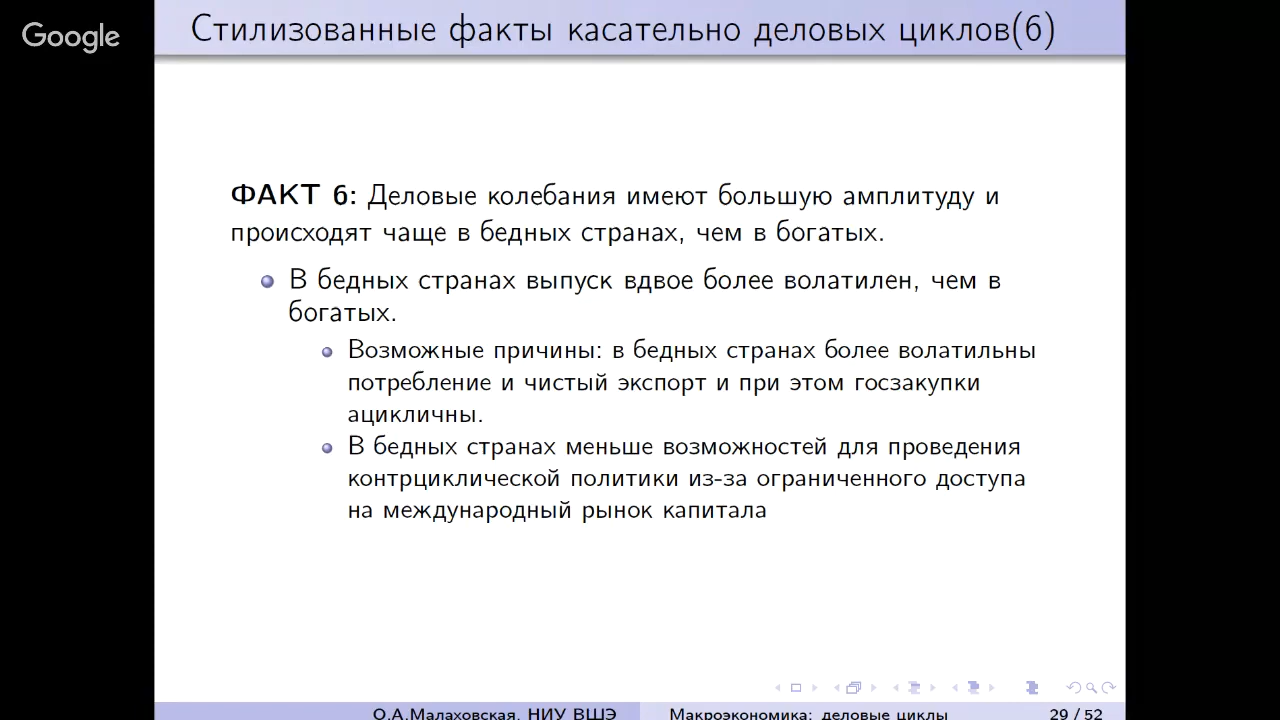 Google
Стилизованные факты касательно деловых циклов(6)
ФАКТ 6: Деловые колебания имеют большую амплитуду и
происходят чаще в бедных странах, чем в богатых.
В бедных странах выпуск вдвое более волатилен, чем в
богатых.
Возможные причины: в бедных странах более волатильны
потребление и чистый экспорт и при этом госзакупки
ацикличны.
В бедных странах меньше возможностей для проведения
контрциклической политики из-за ограниченного доступа
на международный рынок капитала
О.А.Малаховская, НИУ ВШЭ Макроэкономика: деловые циклы 29 / 52